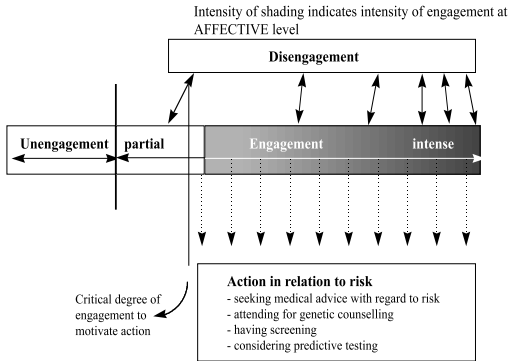 Intensity of shading indicates intensity of engagement at
AFFECTIVE level
Disengagement
Unengagement partial Engagement intense
Action in relation to risk
- seeking medical advice with regard to risk
- attending for genetic counselling
- having screening
- considering predictive testing
Critical degree of
engagement to
motivate action